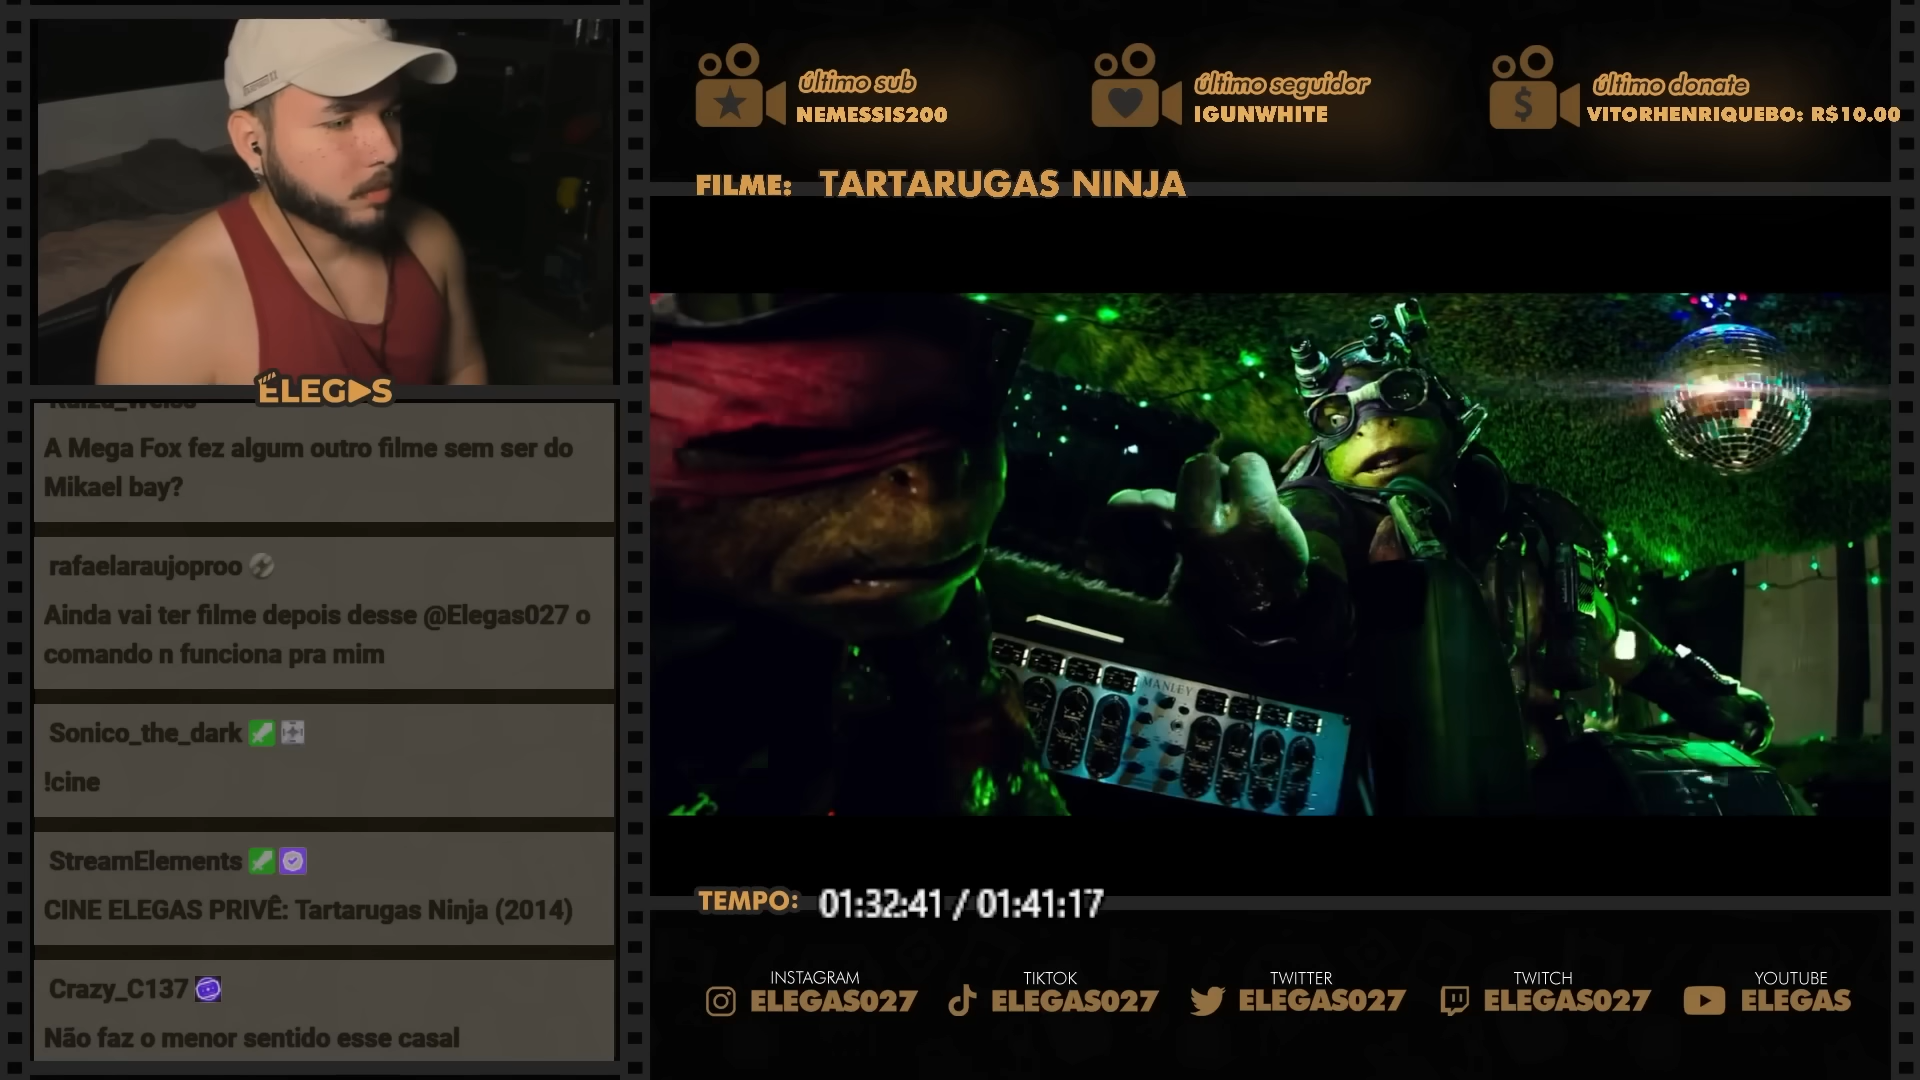 último sub
NEMESSIS200
último seguidor
IGUNWHITE
último donate
VITORHENRIQUEBO: R$10.00
FILME: TARTARUGAS NINJA
ELEGAS
A Mega Fox fez algum outro filme sem ser do
Mikael bay?
rafaelaraujoproo
Ainda vai ter filme depois desse @Elegas027 o
comando n funciona pra mim
Sonico_the_dark
!cine
StreamElements
CINE ELEGAS PRIVÊ: Tartarugas Ninja (2014)
Crazy_C137
Não faz o menor sentido esse casal
MANLEY
TEMPO: 01:32:41 / 01:41:17
INSTAGRAM
ELEGAS027
TIKTOK
ELEGAS027
TWITTER
ELEGAS027
TWITCH
ELEGAS027
YOUTUBE
ELEGAS